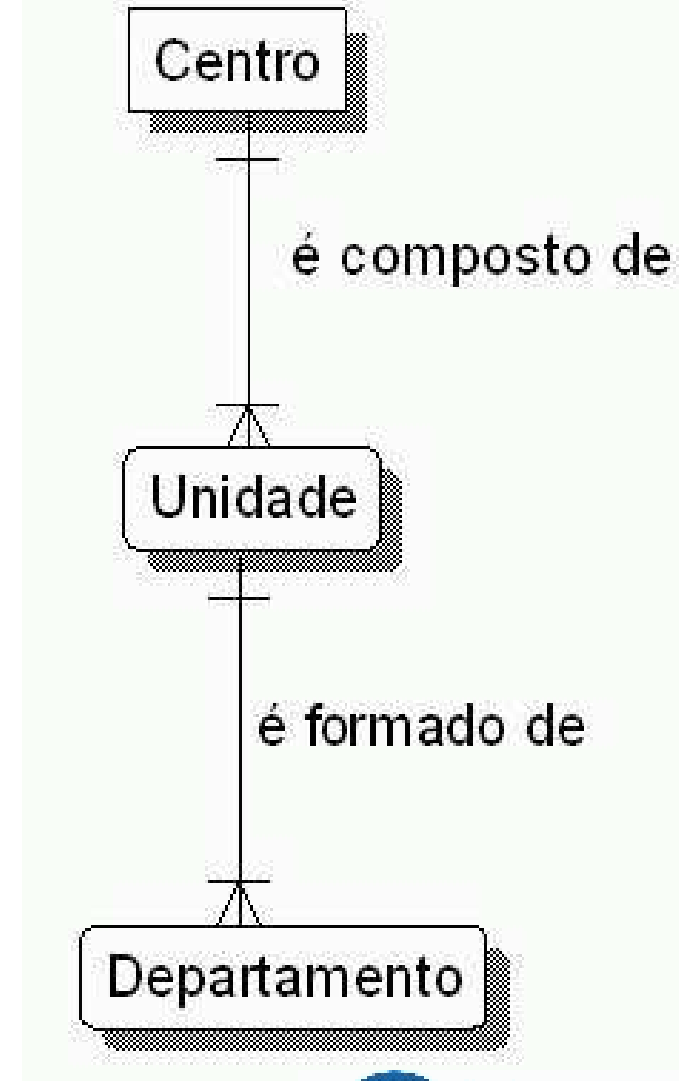 Centro
é composto de
Unidade
é formado de
Departamento